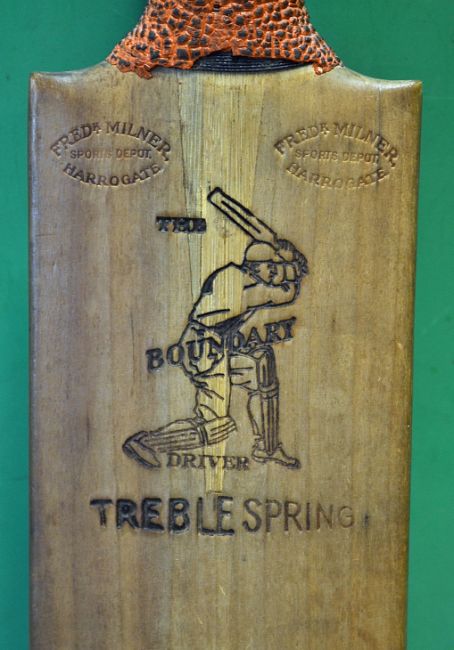 FREDK MILNER,
SPORTS DEPOT,
HARROGATE.
FREDK MILNER,
SPORTS DEPOT,
HARROGATE.
THE
BOUNDARY
DRIVER
TREBLE SPRING